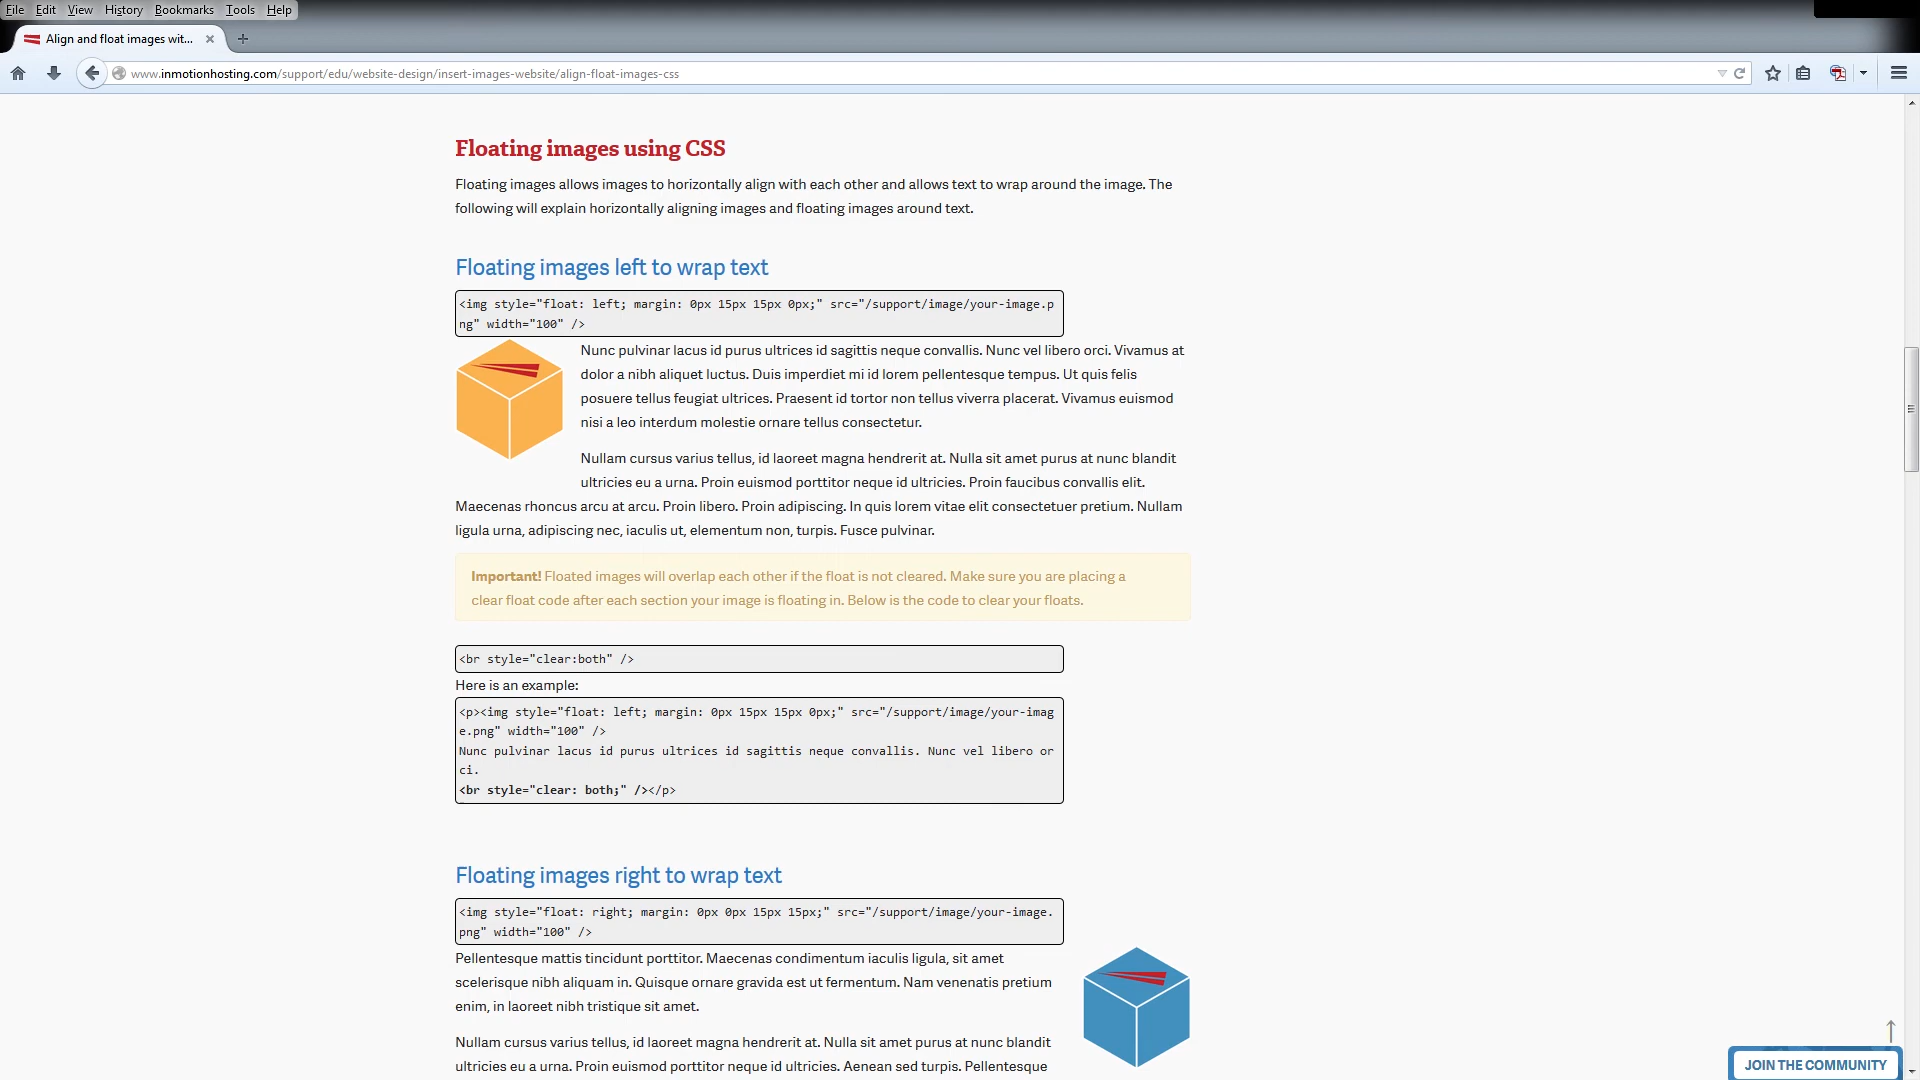 File Edit View History Bookmarks Tools Help
Align and float images wit...
www.inmotionhosting.com/support/edu/website-design/insert-images-website/align-float-images-css
Floating images using CSS
Floating images allows images to horizontally align with each other and allows text to wrap around the image. The
following will explain horizontally aligning images and floating images around text.
Floating images left to wrap text
<img style="float: left; margin: 0px 15px 15px 0px;" src="/support/image/your-image.p
ng" width="100" />
Nunc pulvinar lacus id purus ultrices id sagittis neque convallis. Nunc vel libero orci. Vivamus at
dolor a nibh aliquet luctus. Duis imperdiet mi id lorem pellentesque tempus. Ut quis felis
posuere tellus feugiat ultrices. Praesent id tortor non tellus viverra placerat. Vivamus euismod
nisi a leo interdum molestie ornare tellus consectetur.
Nullam cursus varius tellus, id laoreet magna hendrerit at. Nulla sit amet purus at nunc blandit
ultricies eu a urna. Proin euismod porttitor neque id ultricies. Proin faucibus convallis elit.
Maecenas rhoncus arcu at arcu. Proin libero. Proin adipiscing. In quis lorem vitae elit consectetuer pretium. Nullam
ligula urna, adipiscing nec, iaculis ut, elementum non, turpis. Fusce pulvinar.
Important! Floated images will overlap each other if the float is not cleared. Make sure you are placing a
clear float code after each section your image is floating in. Below is the code to clear your floats.
<br style="clear:both" />
Here is an example:
<p><img style="float: left; margin: 0px 15px 15px 0px;" src="/support/image/your-imag
e.png" width="100" />
Nunc pulvinar lacus id purus ultrices id sagittis neque convallis. Nunc vel libero or
ci.
<br style="clear: both;" /></p>
Floating images right to wrap text
<img style="float: right; margin: 0px 0px 15px 15px;" src="/support/image/your-image.
png" width="100" />
Pellentesque mattis tincidunt porttitor. Maecenas condimentum iaculis ligula, sit amet
scelerisque nibh aliquam in. Quisque ornare gravida est ut fermentum. Nam venenatis pretium
enim, in laoreet nibh tristique sit amet.
Nullam cursus varius tellus, id laoreet magna hendrerit at. Nulla sit amet purus at nunc blandit
ultricies eu a urna. Proin euismod porttitor neque id ultricies. Aenean sed turpis. Pellentesque
JOIN THE COMMUNITY